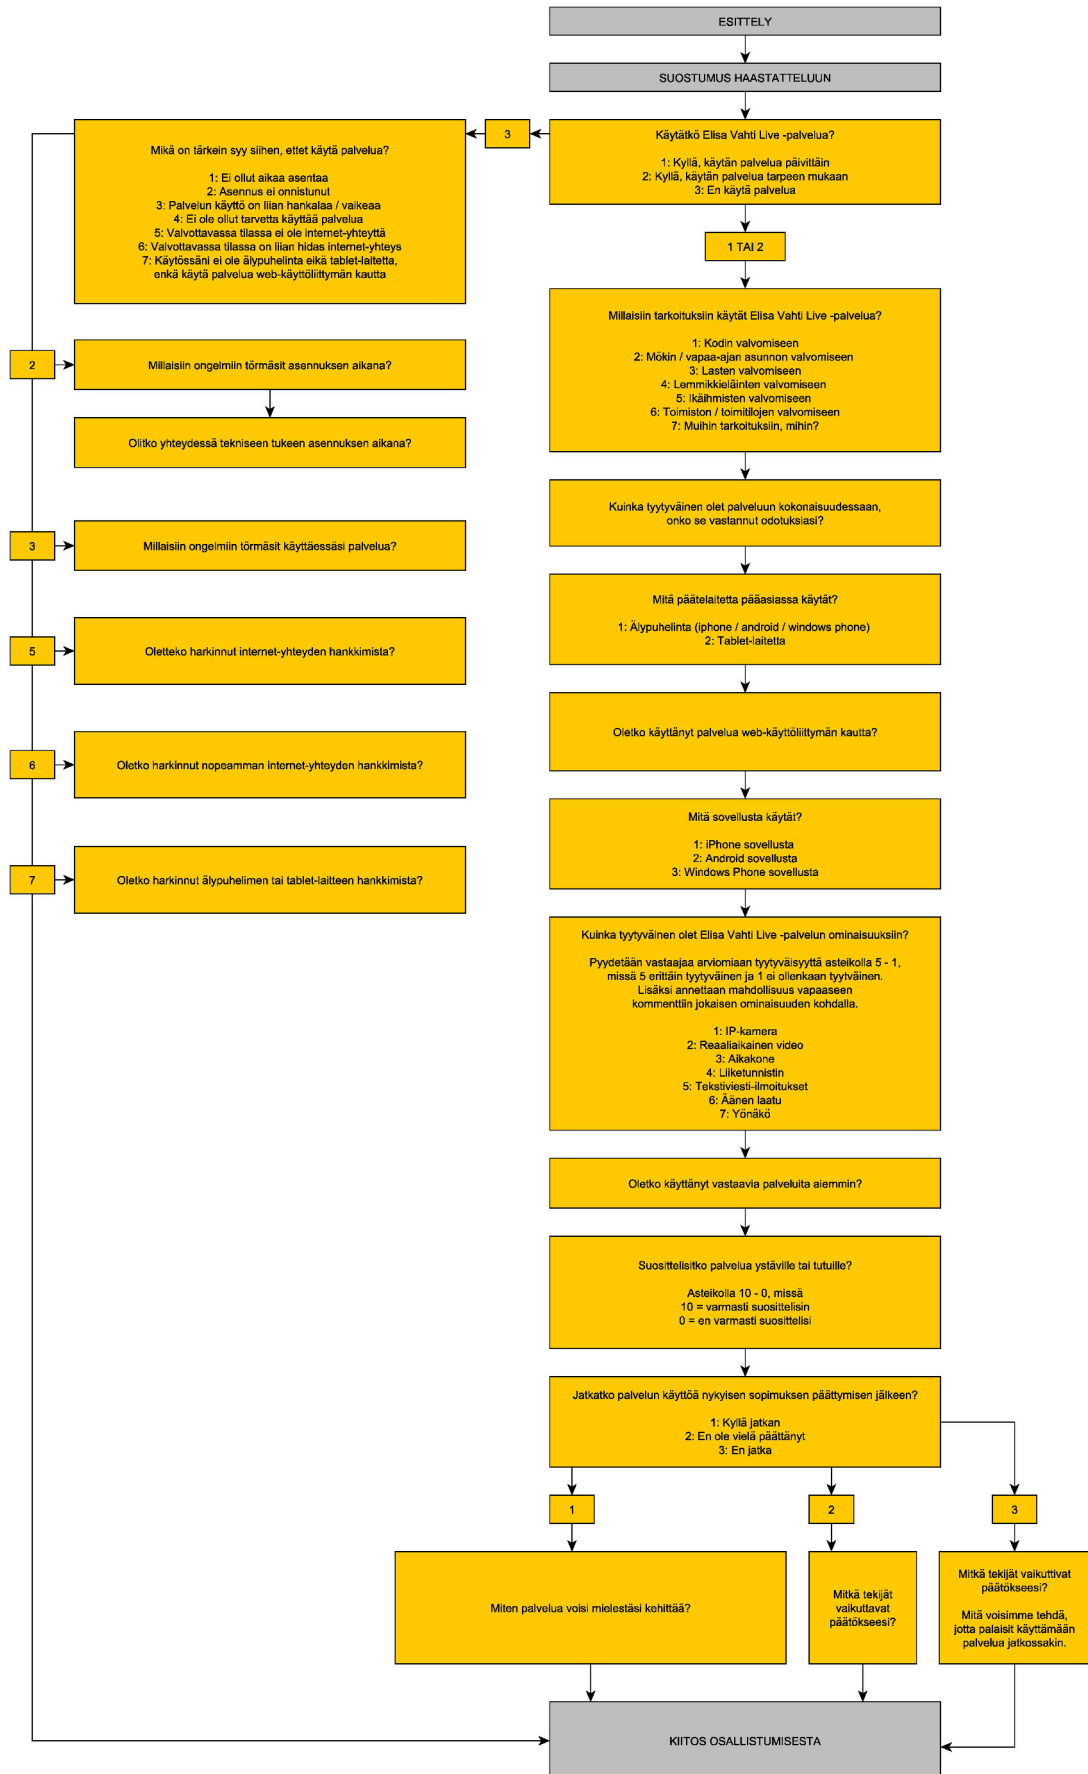 ESITTELY
SUOSTUMUS HAASTATTELUUN
Käytätkö Elisa Vahti Live -palvelua?
1: Kyllä, käytän palvelua päivittäin
2: Kyllä, käytän palvelua tarpeen mukaan
3: En käytä palvelua
3
Mikä on tärkein syy siihen, ettet käytä palvelua?
1: Ei ollut aikaa asentaa
2: Asennus ei onnistunut
3: Palvelun käyttö on liian hankalaa / vaikeaa
4: Ei ole ollut tarvetta käyttää palvelua
5: Valvottavassa tilassa ei ole internet-yhteyttä
6: Valvottavassa tilassa on liian hidas internet-yhteys
7: Käytössäni ei ole älypuhelinta eikä tablet-laitetta,
enkä käytä palvelua web-käyttöliittymän kautta
2
Millaisiin ongelmiin törmäsit asennuksen aikana?
Olitko yhteydessä tekniseen tukeen asennuksen aikana?
3
Millaisiin ongelmiin törmäsit käyttäessäsi palvelua?
5
Oletteko harkinnut internet-yhteyden hankkimista?
6
Oletko harkinnut nopeamman internet-yhteyden hankkimista?
7
Oletko harkinnut älypuhelimen tai tablet-laitteen hankkimista?
1 TAI 2
Millaisiin tarkoituksiin käytät Elisa Vahti Live -palvelua?
1: Kodin valvomiseen
2: Mökin / vapaa-ajan asunnon valvomiseen
3: Lasten valvomiseen
4: Lemmikkieläinten valvomiseen
5: Ikäihmisten valvomiseen
6: Toimiston / toimitilojen valvomiseen
7: Muihin tarkoituksiin, mihin?
Kuinka tyytyväinen olet palveluun kokonaisuudessaan,
onko se vastannut odotuksiasi?
Mitä päätelaitetta pääasiassa käytät?
1: Älypuhelinta (iphone / android / windows phone)
2: Tablet-laitetta
Oletko käyttänyt palvelua web-käyttöliittymän kautta?
Mitä sovellusta käytät?
1: iPhone sovellusta
2: Android sovellusta
3: Windows Phone sovellusta
Kuinka tyytyväinen olet Elisa Vahti Live -palvelun ominaisuuksiin?
Pyydetään vastaajaa arviomiaan tyytyväisyyttä asteikolla 5 - 1,
missä 5 erittäin tyytyväinen ja 1 ei ollenkaan tyytväinen.
Lisäksi annettaan mahdollisuus vapaaseen
kommenttiin jokaisen ominaisuuden kohdalla.
1: IP-kamera
2: Reaaliaikainen video
3: Aikakone
4: Liiketunnistin
5: Tekstiviesti-ilmoitukset
6: Äänen laatu
7: Yönäkö
Oletko käyttänyt vastaavia palveluita aiemmin?
Suosittelisitko palvelua ystäville tai tutuille?
Asteikolla 10 - 0, missä
10 = varmasti suosittelisin
0 = en varmasti suosittelisi
Jatkatko palvelun käyttöä nykyisen sopimuksen päättymisen jälkeen?
1: Kyllä jatkan
2: En ole vielä päättänyt
3: En jatka
1
2
3
Miten palvelua voisi mielestäsi kehittää?
Mitkä tekijät
vaikuttavat
päätökseesi?
Mitkä tekijät vaikuttivat
päätökseesi?
Mitä voisimme tehdä,
jotta palaisit käyttämään
palvelua jatkossakin.
KIITOS OSALLISTUMISESTA